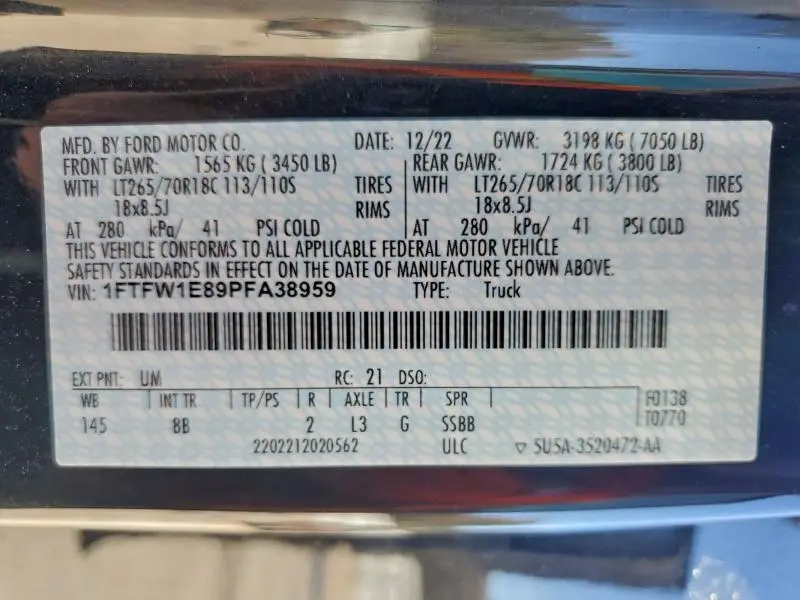 MFD. BY FORD MOTOR CO. DATE: 12/22 GVWR: 3198 KG ( 7050 LB)
FRONT GAWR: 1565 KG ( 3450 LB) REAR GAWR: 1724 KG ( 3800 LB)
WITH LT265/70R18C 113/110S TIRES WITH LT265/70R18C 113/110S TIRES
18x8.5J RIMS 18x8.5J RIMS
AT 280 kPa/ 41 PSI COLD AT 280 kPa/ 41 PSI COLD
THIS VEHICLE CONFORMS TO ALL APPLICABLE FEDERAL MOTOR VEHICLE
SAFETY STANDARDS IN EFFECT ON THE DATE OF MANUFACTURE SHOWN ABOVE.
VIN: 1FTFW1E89PFA38959 TYPE: Truck
EXT PNT: UM RC: 21 DSO:
WB INT TR TP/PS R AXLE TR SPR F0138
145 8B 2 L3 G SSBB T0770
2202212020562 ULC ▽ 5U5A-3520472-AA